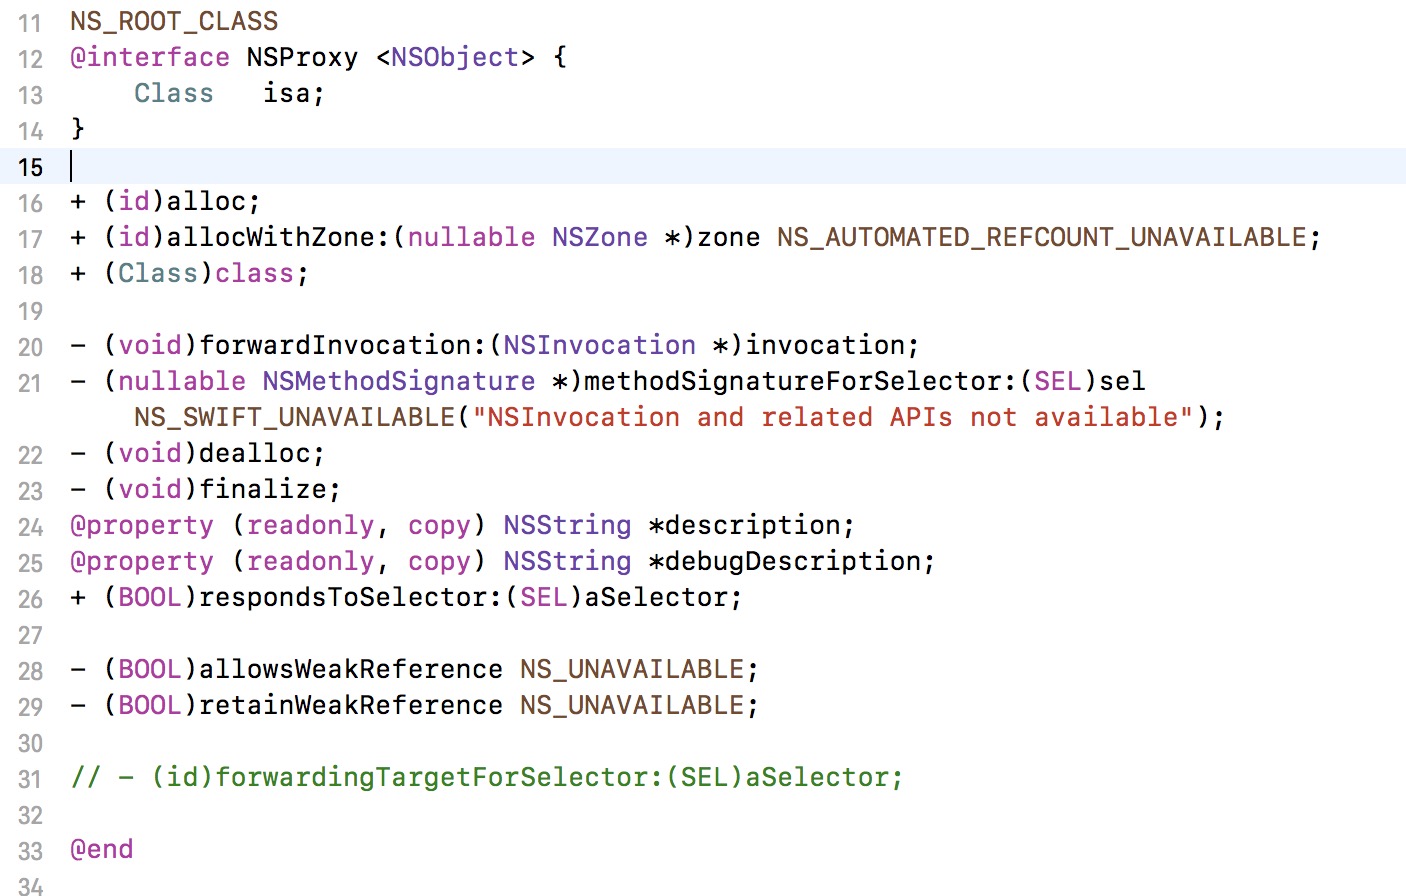 11 NS_ROOT_CLASS
12 @interface NSProxy <NSObject> {
13     Class   isa;
14 }
15
16 + (id)alloc;
17 + (id)allocWithZone:(nullable NSZone *)zone NS_AUTOMATED_REFCOUNT_UNAVAILABLE;
18 + (Class)class;
19
20 - (void)forwardInvocation:(NSInvocation *)invocation;
21 - (nullable NSMethodSignature *)methodSignatureForSelector:(SEL)sel
NS_SWIFT_UNAVAILABLE("NSInvocation and related APIs not available");
22 - (void)dealloc;
23 - (void)finalize;
24 @property (readonly, copy) NSString *description;
25 @property (readonly, copy) NSString *debugDescription;
26 + (BOOL)respondsToSelector:(SEL)aSelector;
27
28 - (BOOL)allowsWeakReference NS_UNAVAILABLE;
29 - (BOOL)retainWeakReference NS_UNAVAILABLE;
30
31 // - (id)forwardingTargetForSelector:(SEL)aSelector;
32
33 @end
34